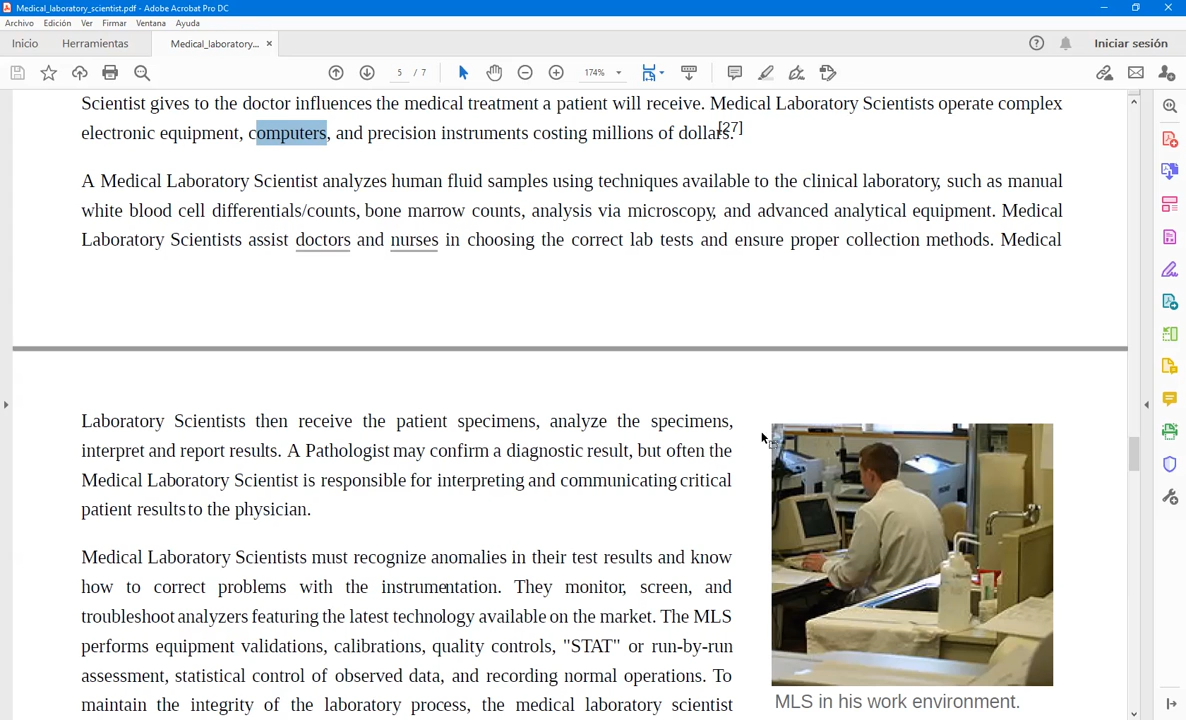 Medical_laboratory_scientist.pdf - Adobe Acrobat Pro DC
Archivo Edición Ver Firmar Ventana Ayuda
Inicio Herramientas Medical_laboratory... × Iniciar sesión
5 / 7 174%
Scientist gives to the doctor influences the medical treatment a patient will receive. Medical Laboratory Scientists operate complex
electronic equipment, computers, and precision instruments costing millions of dollars.[27]
A Medical Laboratory Scientist analyzes human fluid samples using techniques available to the clinical laboratory, such as manual
white blood cell differentials/counts, bone marrow counts, analysis via microscopy, and advanced analytical equipment. Medical
Laboratory Scientists assist doctors and nurses in choosing the correct lab tests and ensure proper collection methods. Medical
Laboratory Scientists then receive the patient specimens, analyze the specimens,
interpret and report results. A Pathologist may confirm a diagnostic result, but often the
Medical Laboratory Scientist is responsible for interpreting and communicating critical
patient results to the physician.
Medical Laboratory Scientists must recognize anomalies in their test results and know
how to correct problems with the instrumentation. They monitor, screen, and
troubleshoot analyzers featuring the latest technology available on the market. The MLS
performs equipment validations, calibrations, quality controls, "STAT" or run-by-run
assessment, statistical control of observed data, and recording normal operations. To
maintain the integrity of the laboratory process, the medical laboratory scientist
MLS in his work environment.